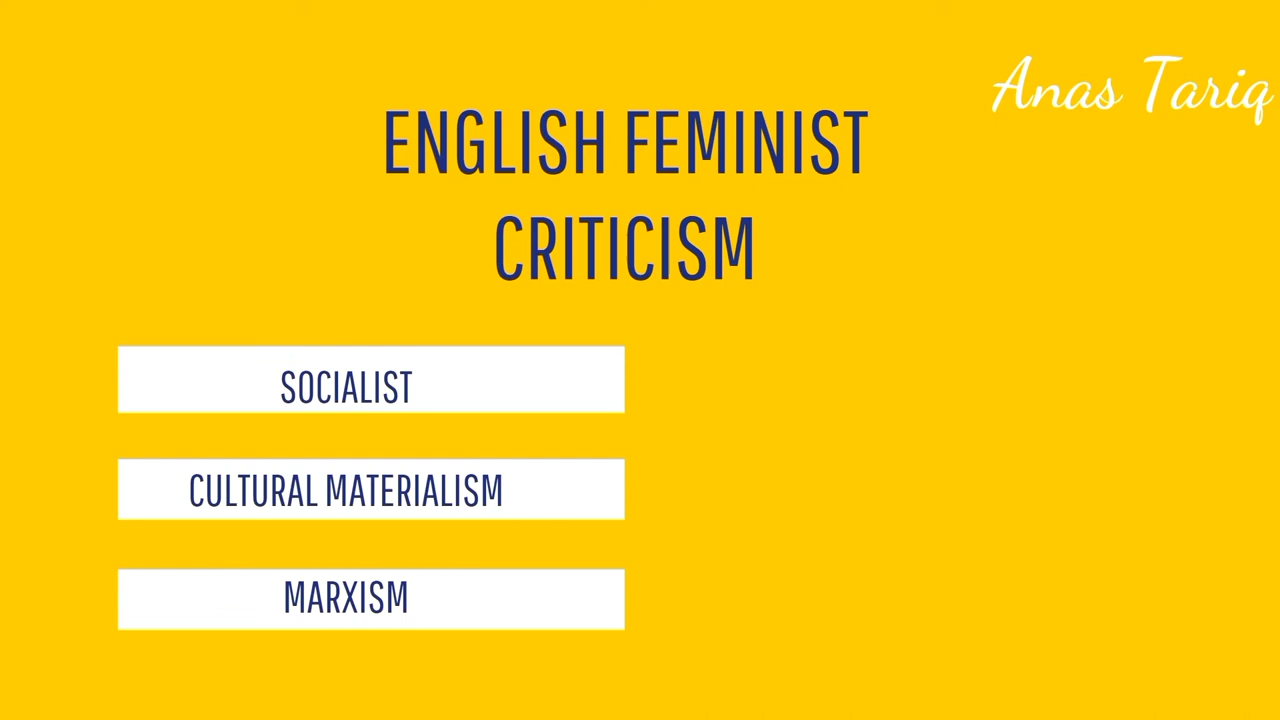 Anas Tariq
ENGLISH FEMINIST
CRITICISM
SOCIALIST
CULTURAL MATERIALISM
MARXISM